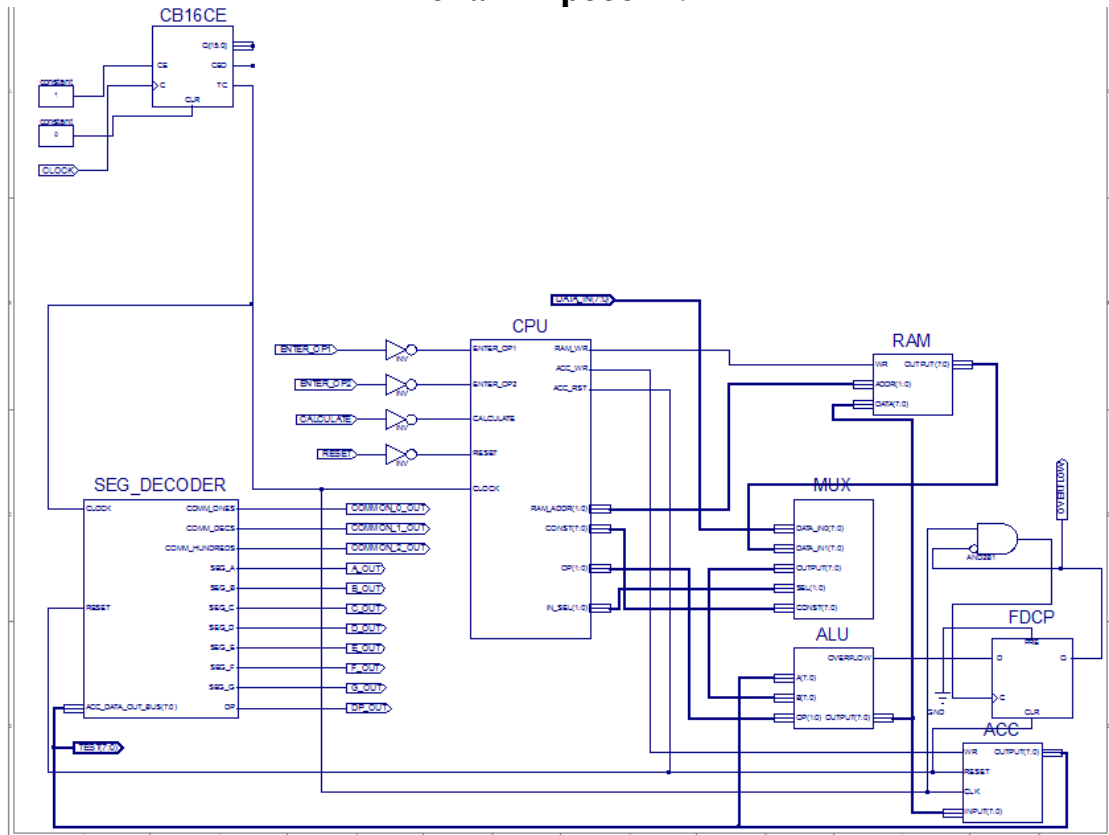 CB16CE
Q(15:0)
CE
CEO
constant
1
C
TC
CLR
constant
0
CLOCK
DATA_IN(7:0)
CPU
ENTER_OP1
INV
ENTER_OP1
RAM_WR
ACC_WR
ENTER_OP2
INV
ENTER_OP2
ACC_RST
CALCULATE
INV
CALCULATE
RESET
INV
RESET
CLOCK
RAM_ADDR(1:0)
CONST(7:0)
OP(1:0)
IN_SEL(1:0)
RAM
WR
OUTPUT(7:0)
ADDR(1:0)
DATA(7:0)
SEG_DECODER
CLOCK
COMM_ONES
COMMON_0_OUT
COMM_DECS
COMMON_1_OUT
COMM_HUNDREDS
COMMON_2_OUT
SEG_A
A_OUT
SEG_B
B_OUT
RESET
SEG_C
C_OUT
SEG_D
D_OUT
SEG_E
E_OUT
SEG_F
F_OUT
SEG_G
G_OUT
ACC_DATA_OUT_BUS(7:0)
DP
DP_OUT
TEST(7:0)
MUX
DATA_IN0(7:0)
DATA_IN1(7:0)
OUTPUT(7:0)
SEL(1:0)
CONST(7:0)
OVERFLOW
AND2B1
ALU
OVERFLOW
A(7:0)
B(7:0)
OP(1:0)
OUTPUT(7:0)
FDCP
PRE
D
Q
C
GND
CLR
ACC
WR
OUTPUT(7:0)
RESET
CLK
INPUT(7:0)